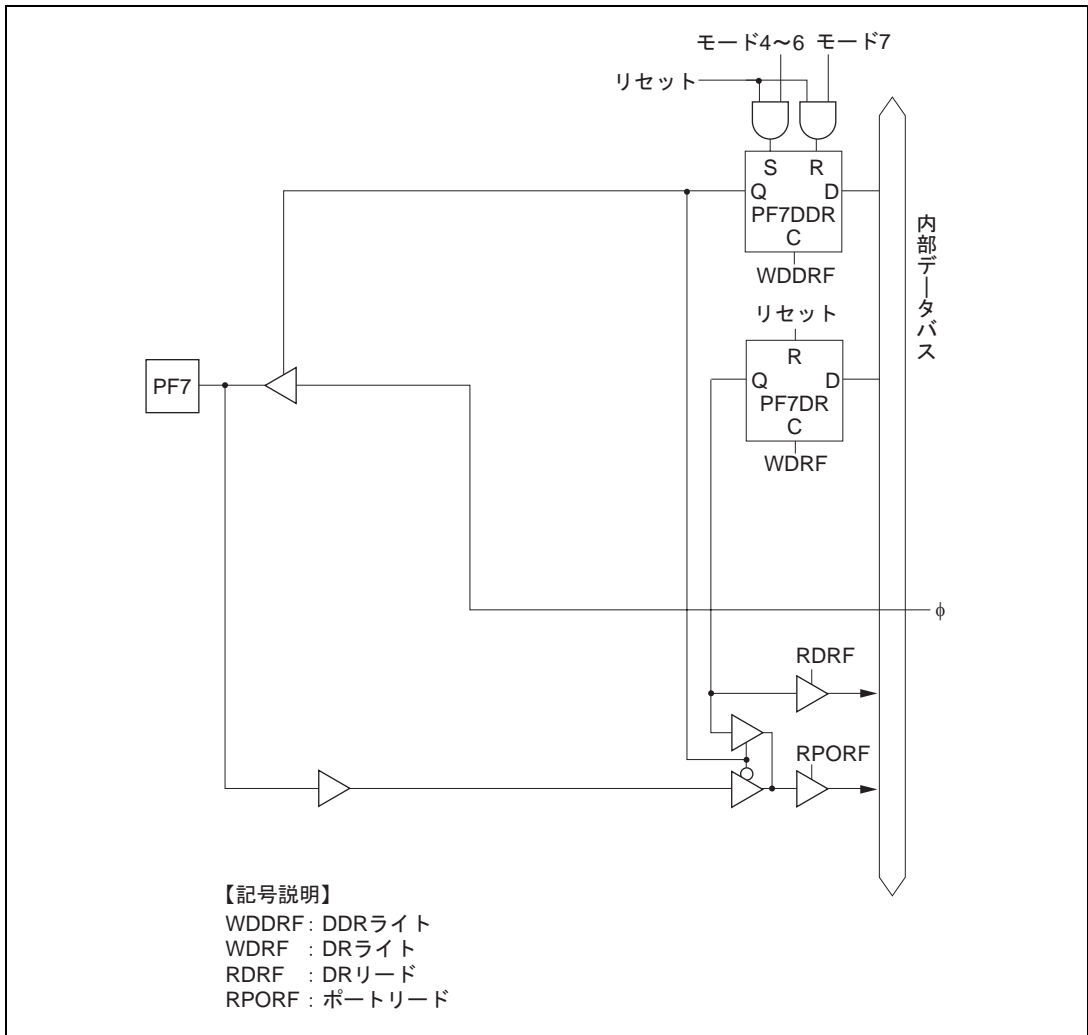 モード4～6 モード7
リセット
S R
Q D
PF7DDR
C
WDDRF
内部データバス
リセット
R
PF7
Q D
PF7DR
C
WDRF
φ
RDRF
RPORF
【記号説明】
WDDRF : DDRライト
WDRF : DRライト
RDRF : DRリード
RPORF : ポートリード